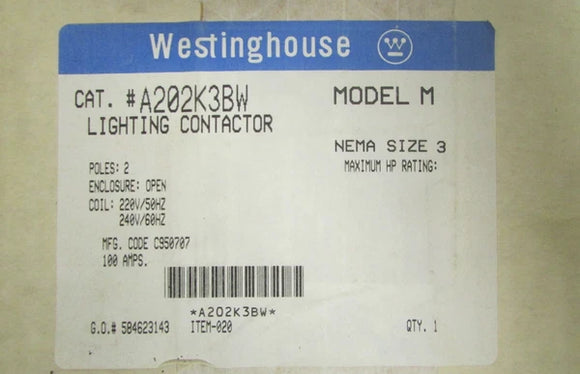 Westinghouse W
CAT. #A202K3BW MODEL M
LIGHTING CONTACTOR
NEMA SIZE 3
POLES: 2 MAXIMUM HP RATING:
ENCLOSURE: OPEN
COIL: 220V/50HZ
240V/60HZ
MFG. CODE C950707
100 AMPS.
*A202K3BW*
G.O.# 584623143 ITEM-020 QTY. 1